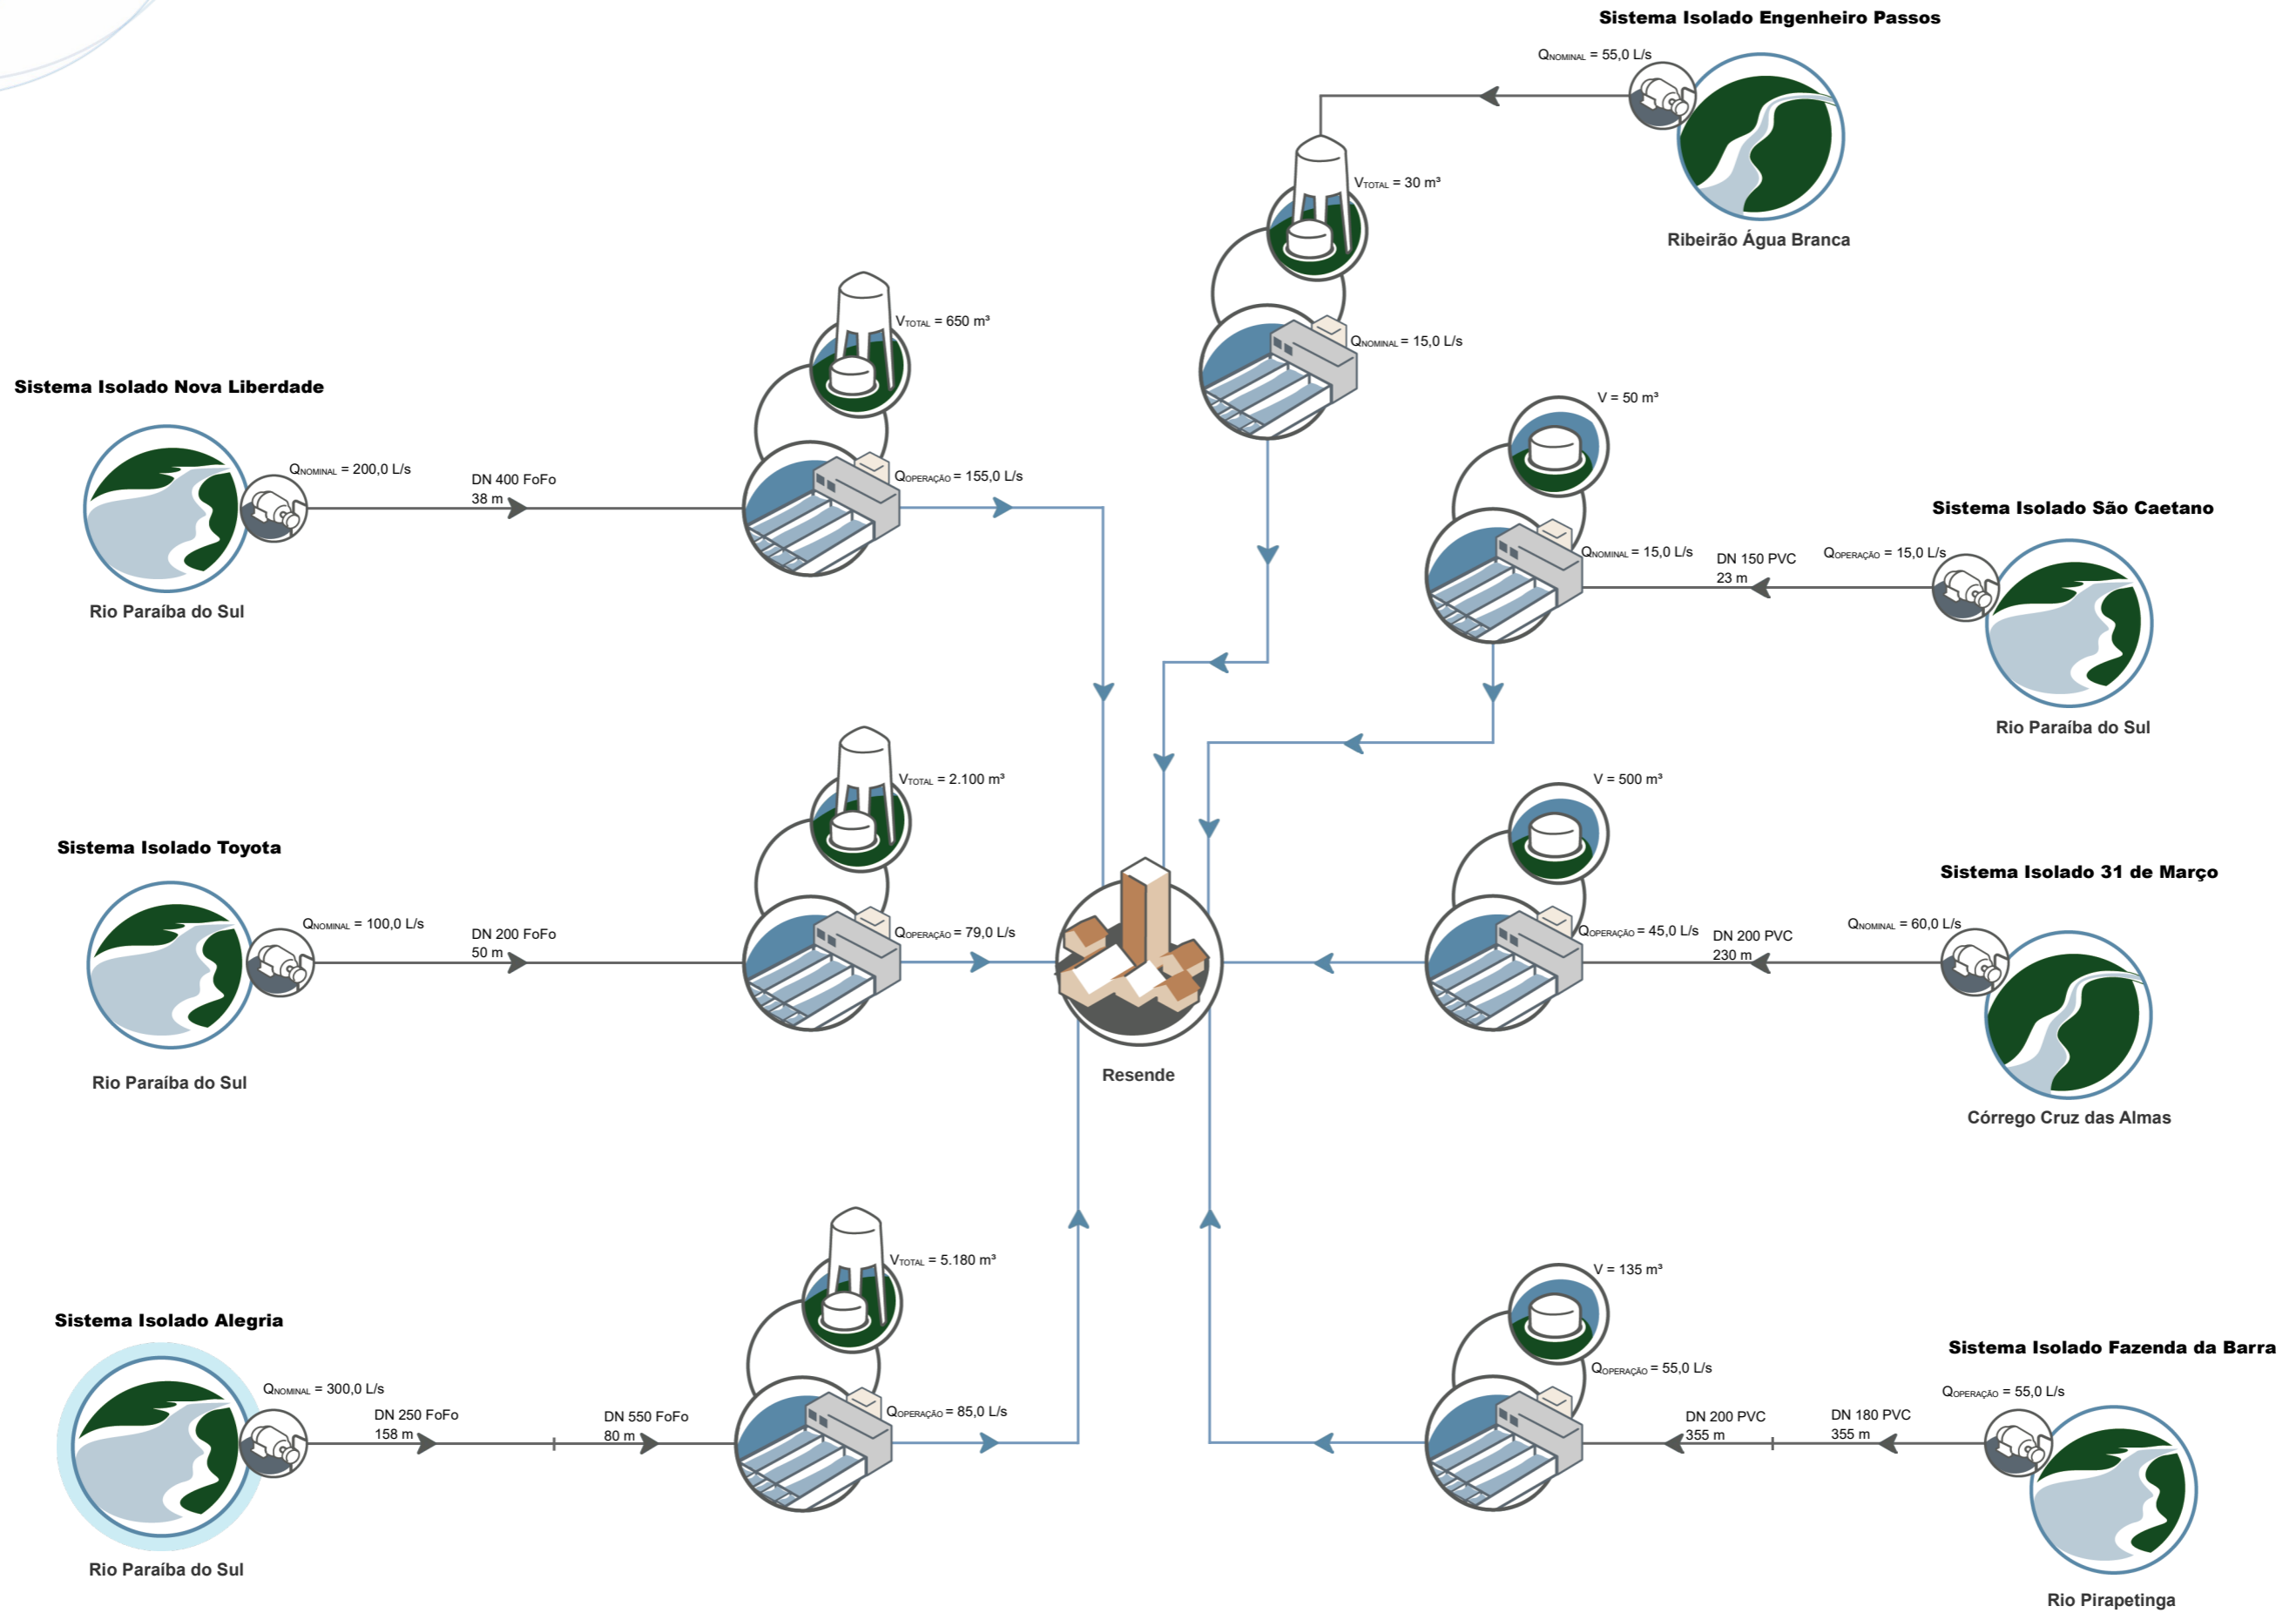 Sistema Isolado Engenheiro Passos
QNOMINAL = 55,0 L/s
VTOTAL = 30 m³
Ribeirão Água Branca
QNOMINAL = 15,0 L/s
Sistema Isolado Nova Liberdade
VTOTAL = 650 m³
QNOMINAL = 200,0 L/s
DN 400 FoFo
38 m
QOPERAÇÃO = 155,0 L/s
Rio Paraíba do Sul
V = 50 m³
Sistema Isolado São Caetano
QNOMINAL = 15,0 L/s
DN 150 PVC
23 m
QOPERAÇÃO = 15,0 L/s
Rio Paraíba do Sul
Sistema Isolado Toyota
VTOTAL = 2.100 m³
QNOMINAL = 100,0 L/s
DN 200 FoFo
50 m
QOPERAÇÃO = 79,0 L/s
Rio Paraíba do Sul
Resende
V = 500 m³
Sistema Isolado 31 de Março
QOPERAÇÃO = 45,0 L/s
DN 200 PVC
230 m
QNOMINAL = 60,0 L/s
Córrego Cruz das Almas
Sistema Isolado Alegria
VTOTAL = 5.180 m³
QNOMINAL = 300,0 L/s
DN 250 FoFo
158 m
DN 550 FoFo
80 m
QOPERAÇÃO = 85,0 L/s
Rio Paraíba do Sul
V = 135 m³
Sistema Isolado Fazenda da Barra
QOPERAÇÃO = 55,0 L/s
DN 200 PVC
355 m
DN 180 PVC
355 m
QOPERAÇÃO = 55,0 L/s
Rio Pirapetinga